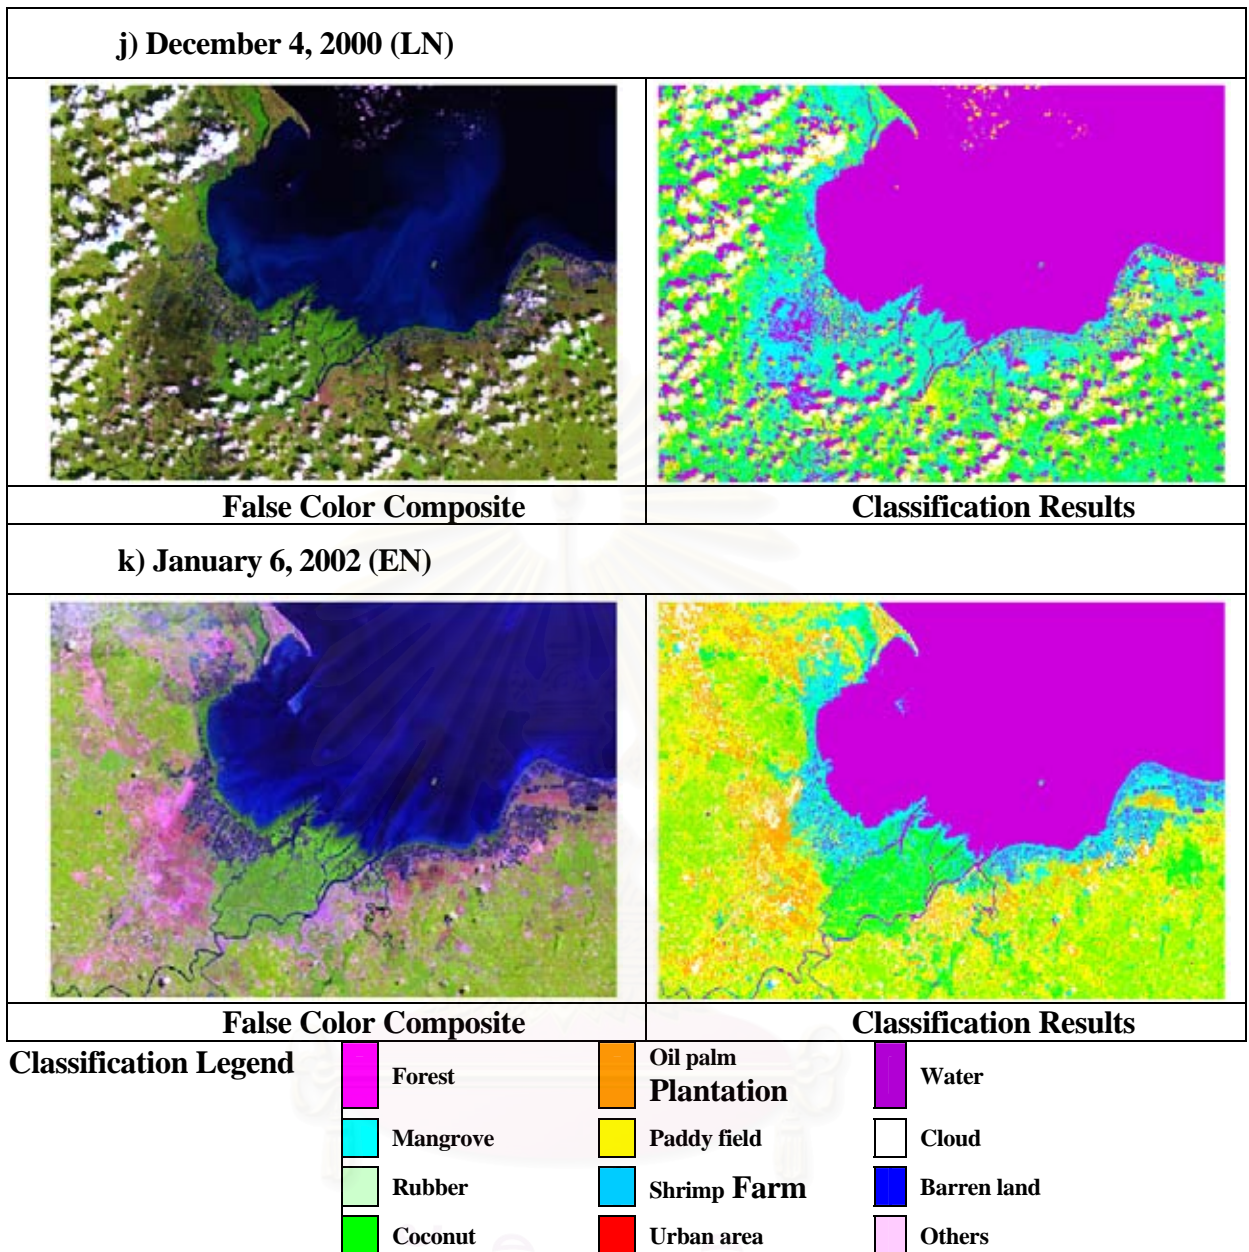 j) December 4, 2000 (LN)
False Color Composite
Classification Results
k) January 6, 2002 (EN)
False Color Composite
Classification Results
Classification Legend
Forest
Oil palm
Plantation
Water
Mangrove
Paddy field
Cloud
Rubber
Shrimp Farm
Barren land
Coconut
Urban area
Others